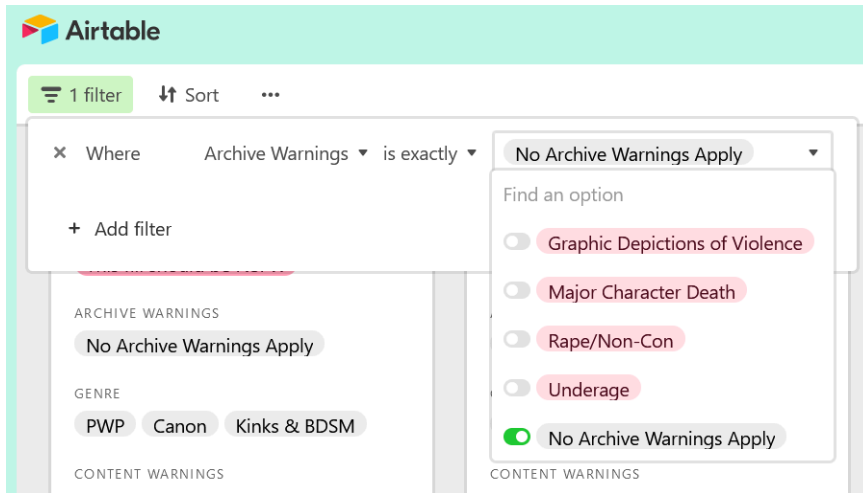 Airtable
1 filter Sort
Where Archive Warnings is exactly No Archive Warnings Apply
Find an option
+ Add filter
Graphic Depictions of Violence
Major Character Death
Rape/Non-Con
Underage
No Archive Warnings Apply
ARCHIVE WARNINGS
No Archive Warnings Apply
GENRE
PWP Canon Kinks & BDSM
CONTENT WARNINGS
CONTENT WARNINGS